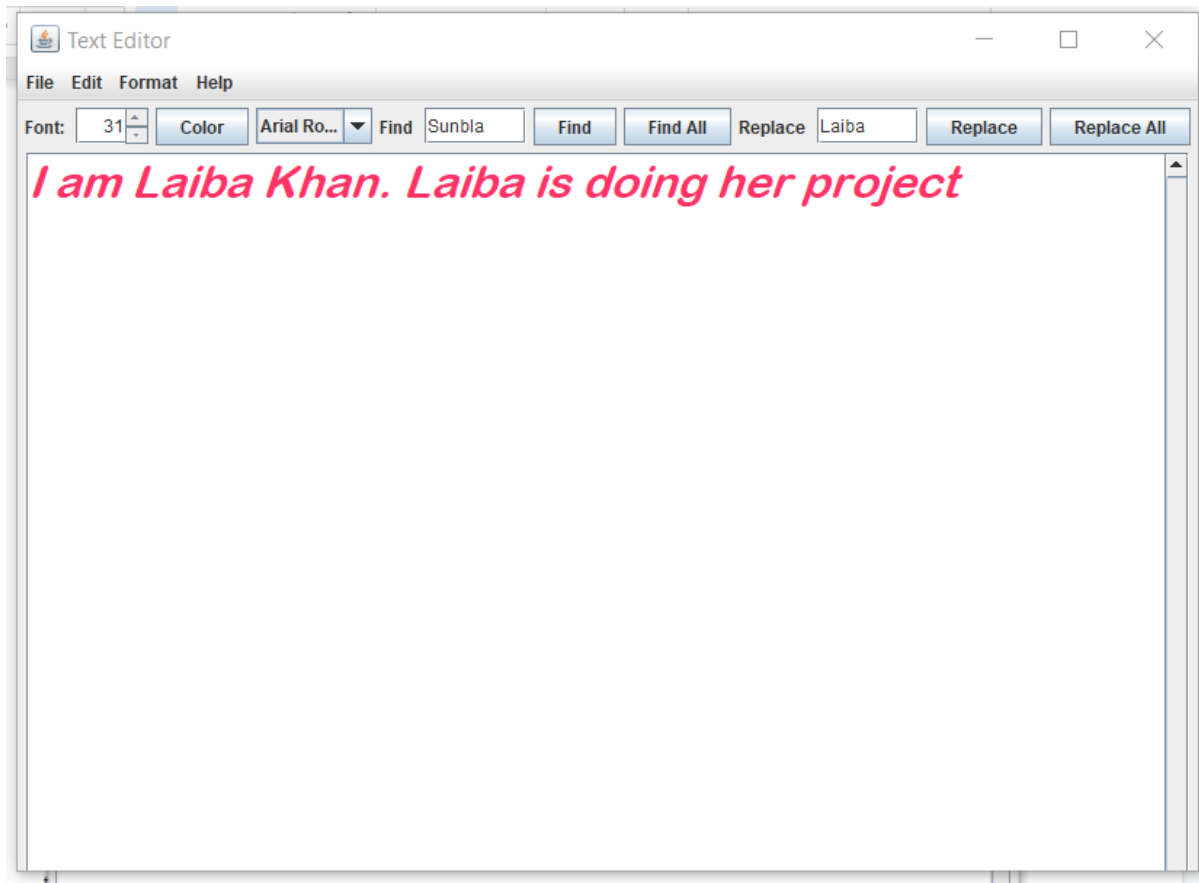 Text Editor
File Edit Format Help
Font: 31 Color Arial Ro... Find Sunbla Find Find All Replace Laiba Replace Replace All
I am Laiba Khan. Laiba is doing her project